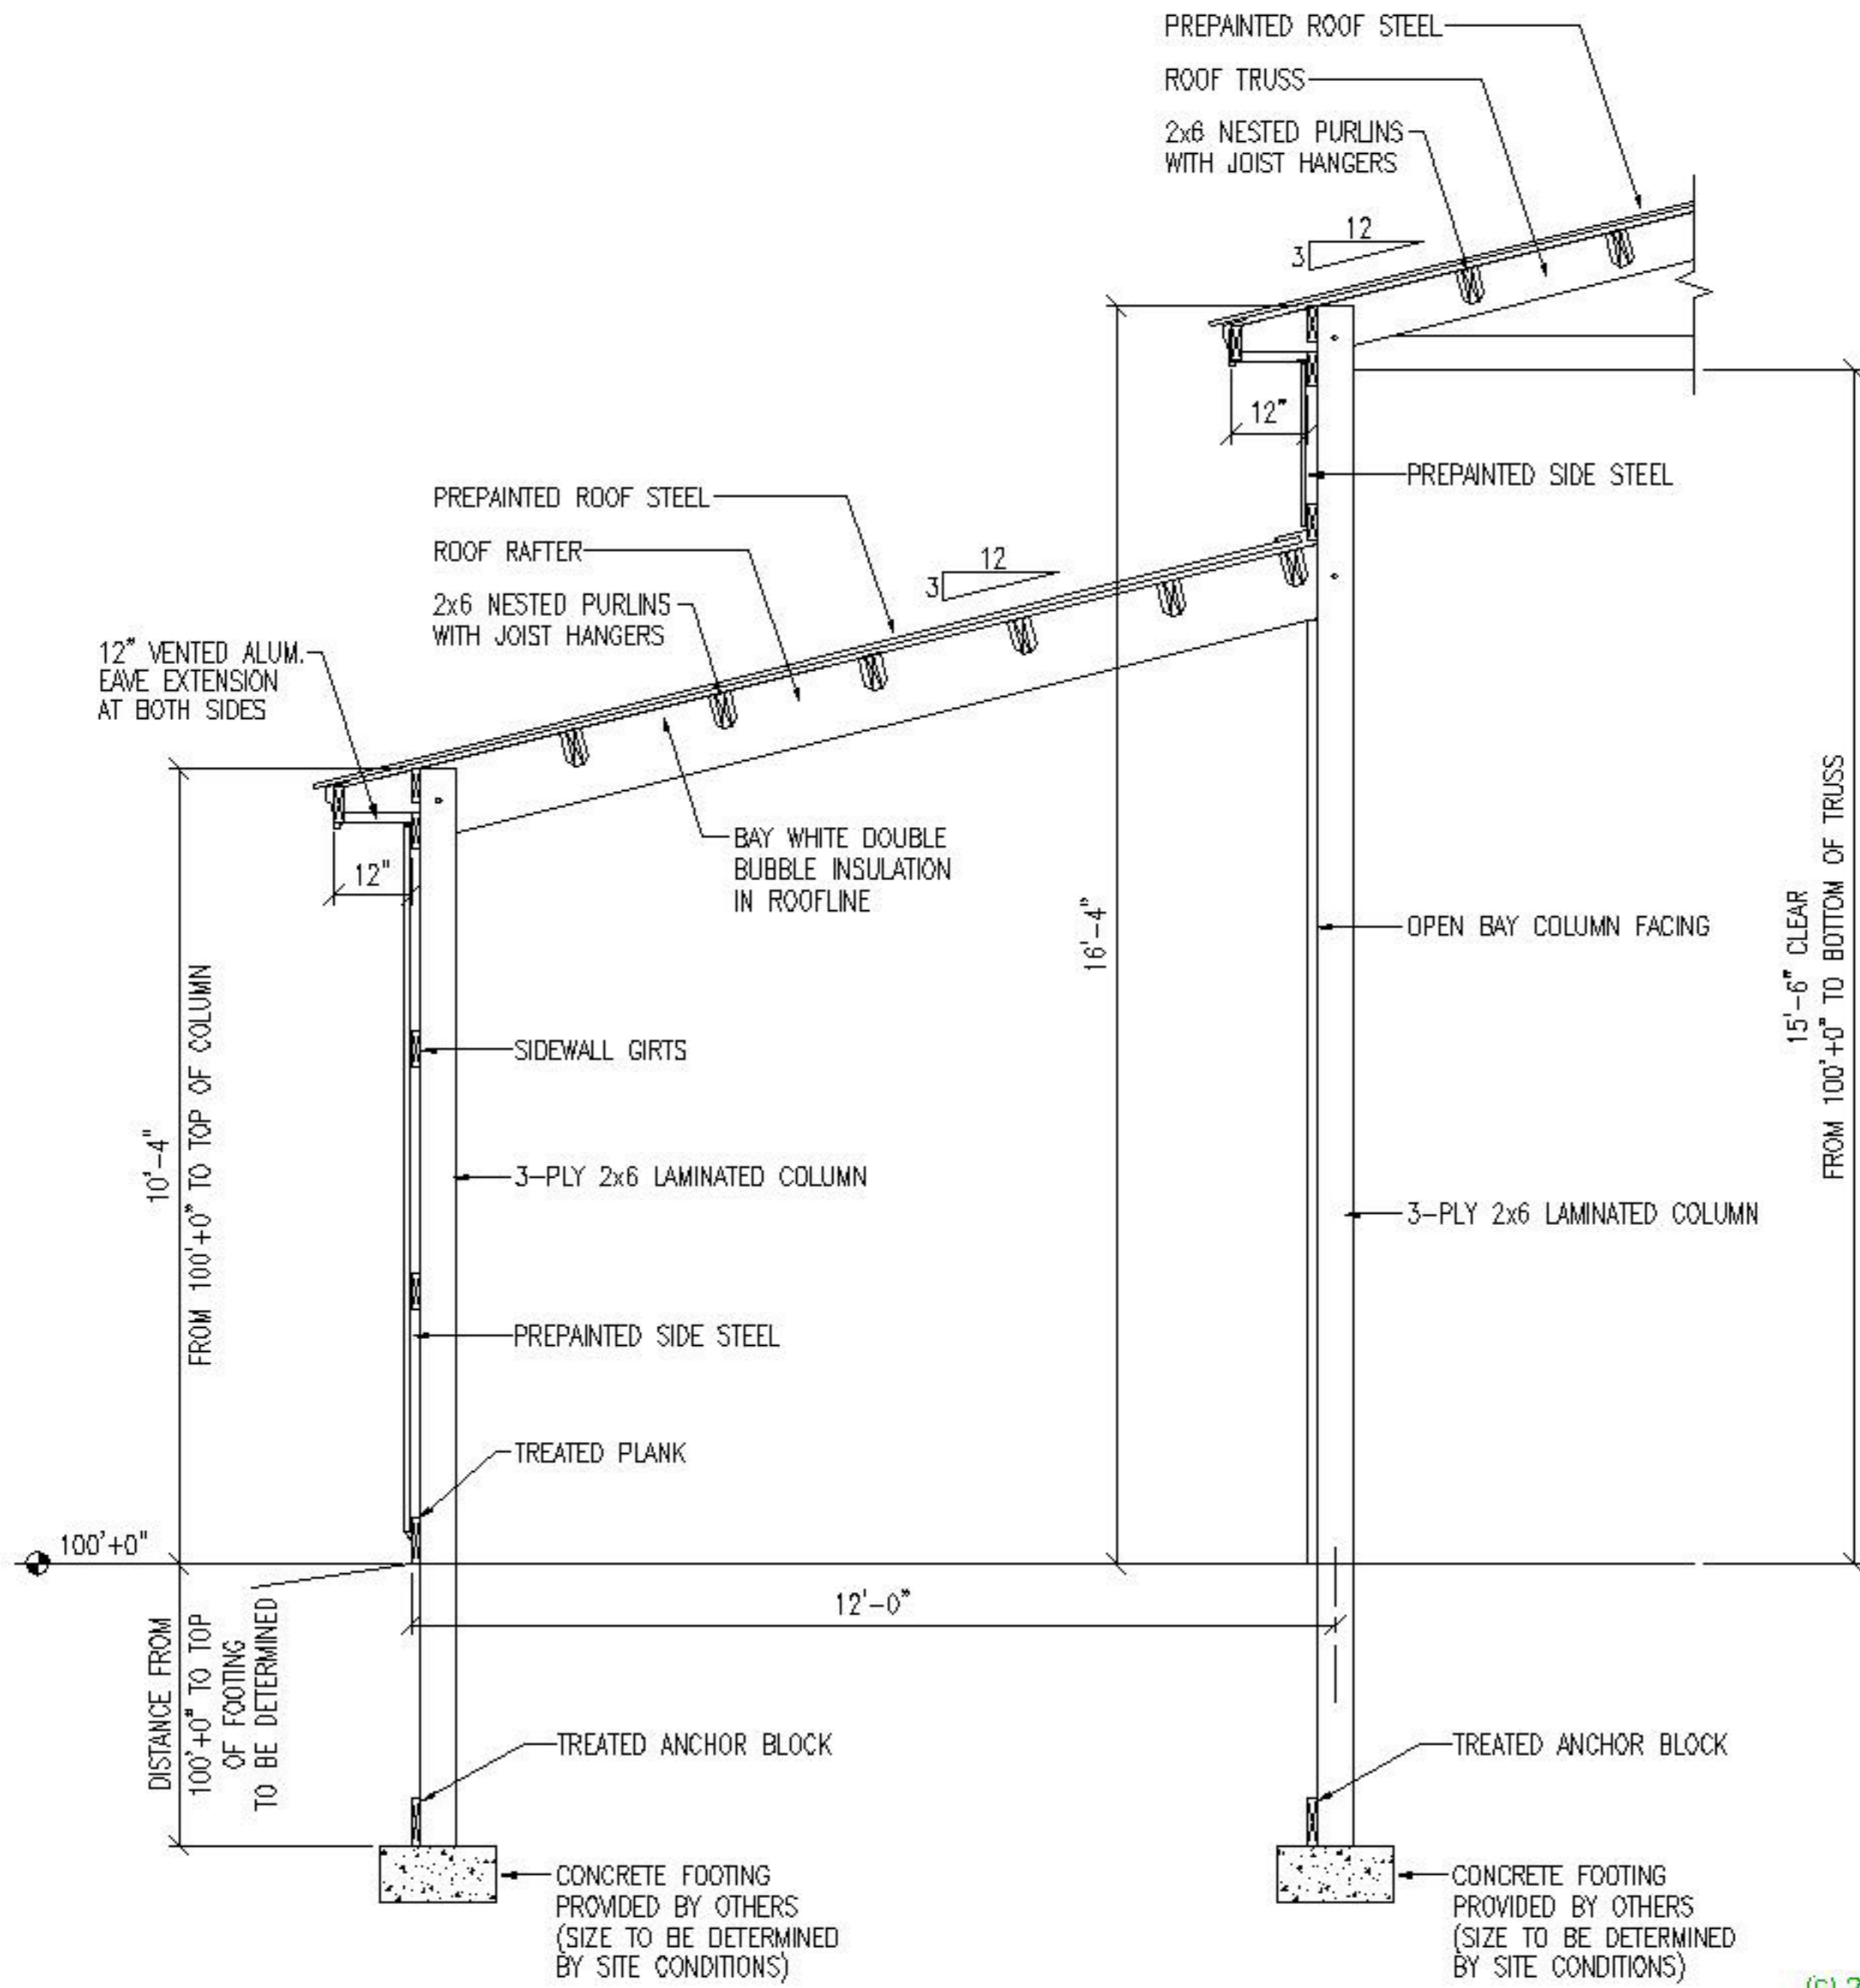 PREPAINTED ROOF STEEL
ROOF TRUSS
2x6 NESTED PURLINS
WITH JOIST HANGERS
12
3
12"
PREPAINTED SIDE STEEL
PREPAINTED ROOF STEEL
ROOF RAFTER
2x6 NESTED PURLINS
WITH JOIST HANGERS
12
3
12" VENTED ALUM.
EAVE EXTENSION
AT BOTH SIDES
12"
BAY WHITE DOUBLE
BUBBLE INSULATION
IN ROOFLINE
16'-4"
OPEN BAY COLUMN FACING
15'-6" CLEAR
FROM 100'+0" TO BOTTOM OF TRUSS
10'-4"
FROM 100'+0" TO TOP OF COLUMN
SIDEWALL GIRTS
3-PLY 2x6 LAMINATED COLUMN
3-PLY 2x6 LAMINATED COLUMN
PREPAINTED SIDE STEEL
TREATED PLANK
100'+0"
12'-0"
DISTANCE FROM
100'+0" TO TOP
OF FOOTING
TO BE DETERMINED
TREATED ANCHOR BLOCK
TREATED ANCHOR BLOCK
CONCRETE FOOTING
PROVIDED BY OTHERS
(SIZE TO BE DETERMINED
BY SITE CONDITIONS)
CONCRETE FOOTING
PROVIDED BY OTHERS
(SIZE TO BE DETERMINED
BY SITE CONDITIONS)